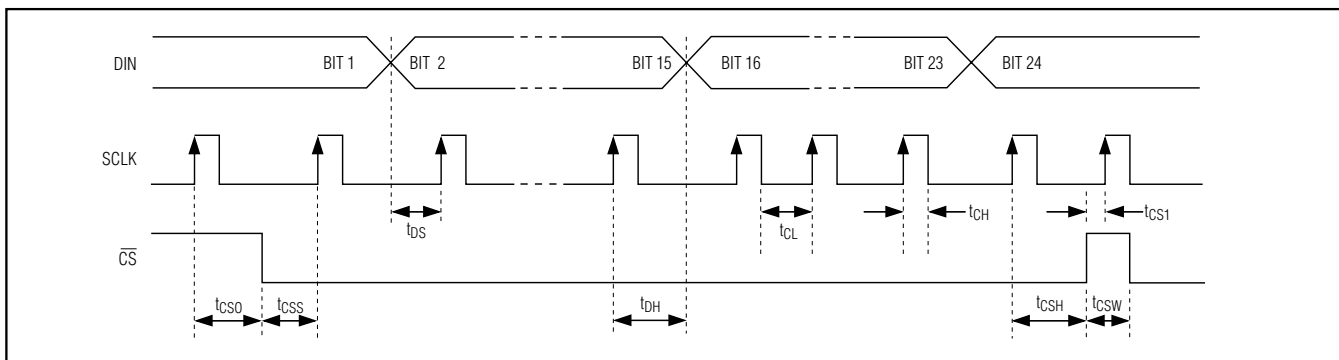 DIN
BIT 1
BIT 2
BIT 15
BIT 16
BIT 23
BIT 24
SCLK
tDS
tCL
tCH
tCS1
CS
tCSO
tCSS
tDH
tCSH
tCSW